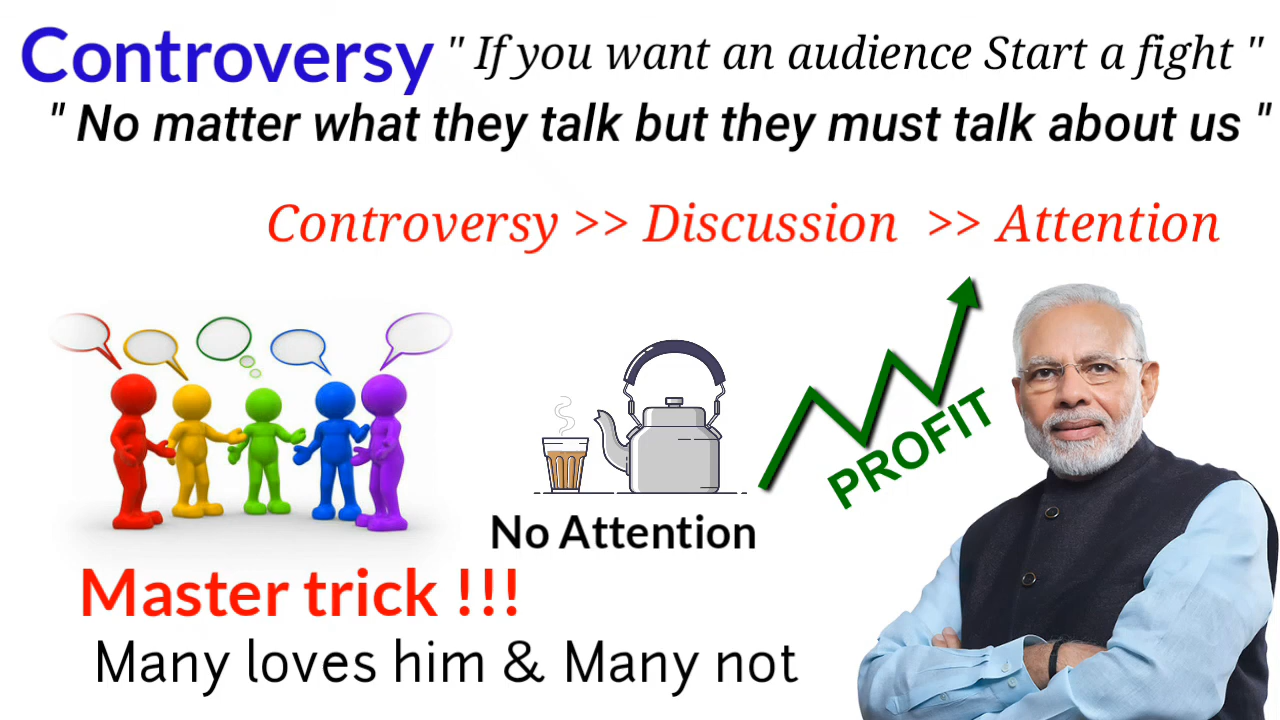 Controversy " If you want an audience Start a fight "
" No matter what they talk but they must talk about us "
Controversy >> Discussion >> Attention
PROFIT
No Attention
Master trick !!!
Many loves him & Many not